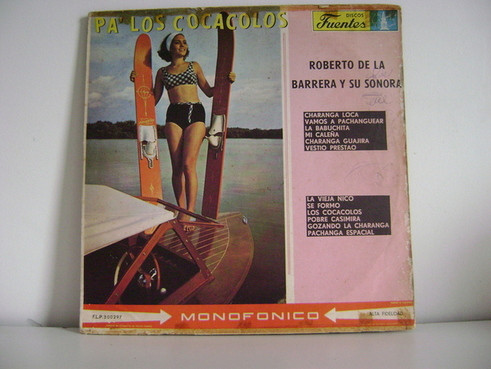 PA' LOS COCACOLOS
DISCOS
Fuentes
ROBERTO DE LA
BARRERA Y SU SONORA
CHARANGA LOCA
VAMOS A PACHANGUEAR
LA BABUCHITA
MI CALEÑA
CHARANGA GUAJIRA
VESTIO PRESTAO
LA VIEJA NICO
SE FORMO
LOS COCACOLOS
POBRE CASIMIRA
GOZANDO LA CHARANGA
PACHANGA ESPACIAL
MONOFONICO
ALTA FIDELIDAD